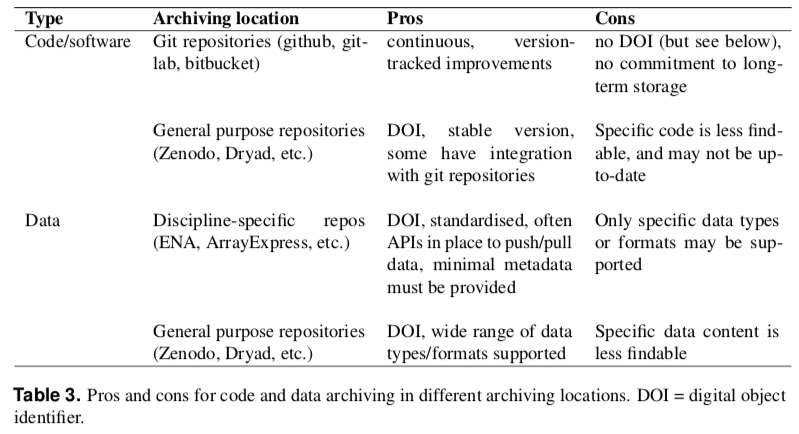 Type Archiving location Pros Cons
Code/software Git repositories (github, git- continuous, version- no DOI (but see below),
lab, bitbucket) tracked improvements no commitment to long-
term storage
General purpose repositories DOI, stable version, Specific code is less find-
(Zenodo, Dryad, etc.) some have integration able, and may not be up-
with git repositories to-date
Data Discipline-specific repos DOI, standardised, often Only specific data types
(ENA, ArrayExpress, etc.) APIs in place to push/pull or formats may be sup-
data, minimal metadata ported
must be provided
General purpose repositories DOI, wide range of data Specific data content is
(Zenodo, Dryad, etc.) types/formats supported less findable
Table 3. Pros and cons for code and data archiving in different archiving locations. DOI = digital object
identifier.